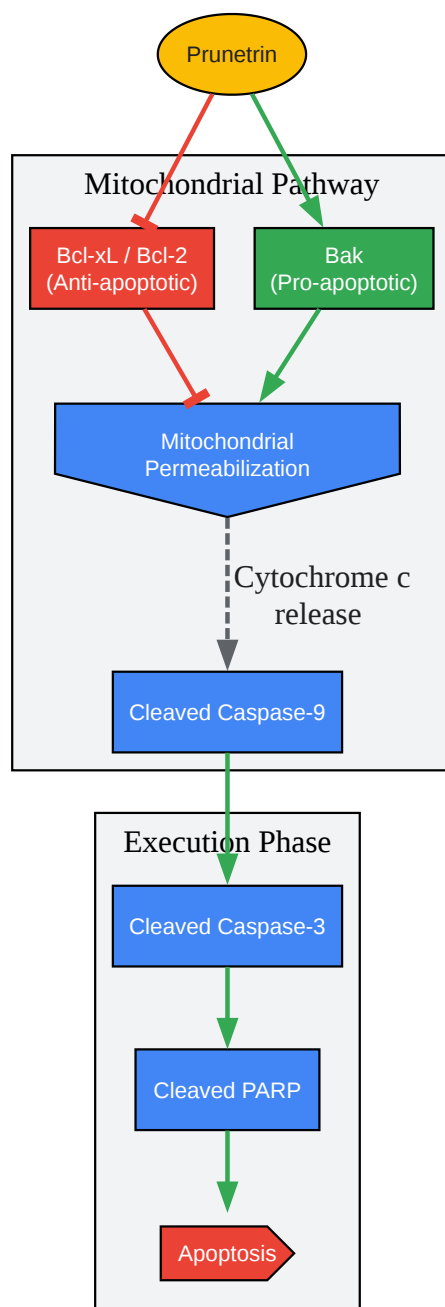 Prunetrin
Mitochondrial Pathway
Bcl-xL / Bcl-2
(Anti-apoptotic)
Bak
(Pro-apoptotic)
Mitochondrial
Permeabilization
Cytochrome c
release
Cleaved Caspase-9
Execution Phase
Cleaved Caspase-3
Cleaved PARP
Apoptosis